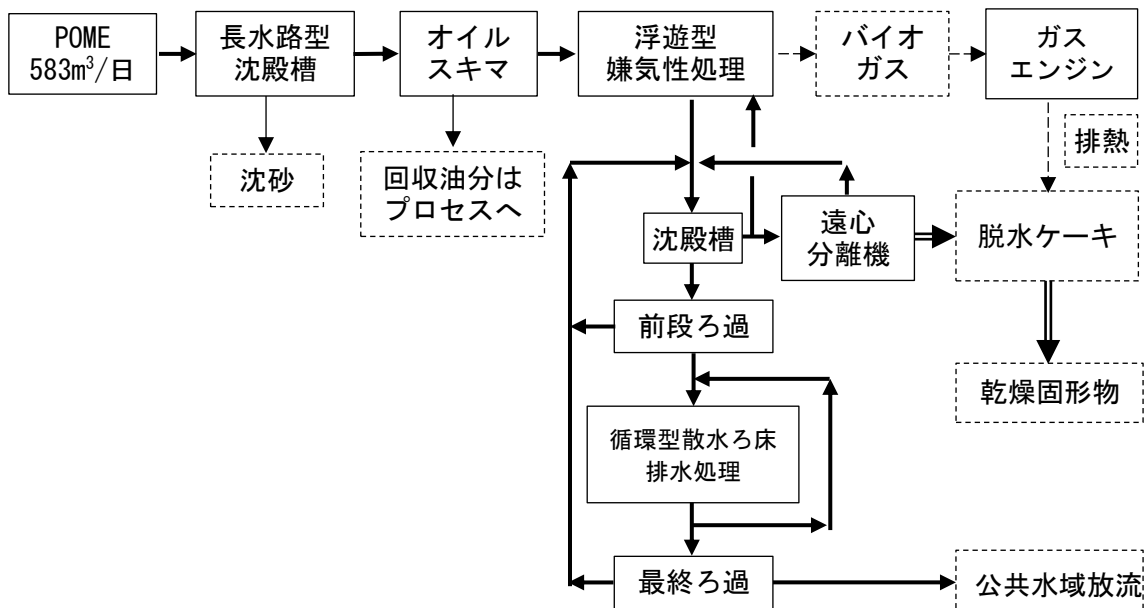 POME
583m³/日
長水路型
沈殿槽
オイル
スキマ
浮遊型
嫌気性処理
バイオ
ガス
ガス
エンジン
排熱
沈砂
回収油分は
プロセスへ
沈殿槽
遠心
分離機
脱水ケーキ
前段ろ過
乾燥固形物
循環型散水ろ床
排水処理
最終ろ過
公共水域放流